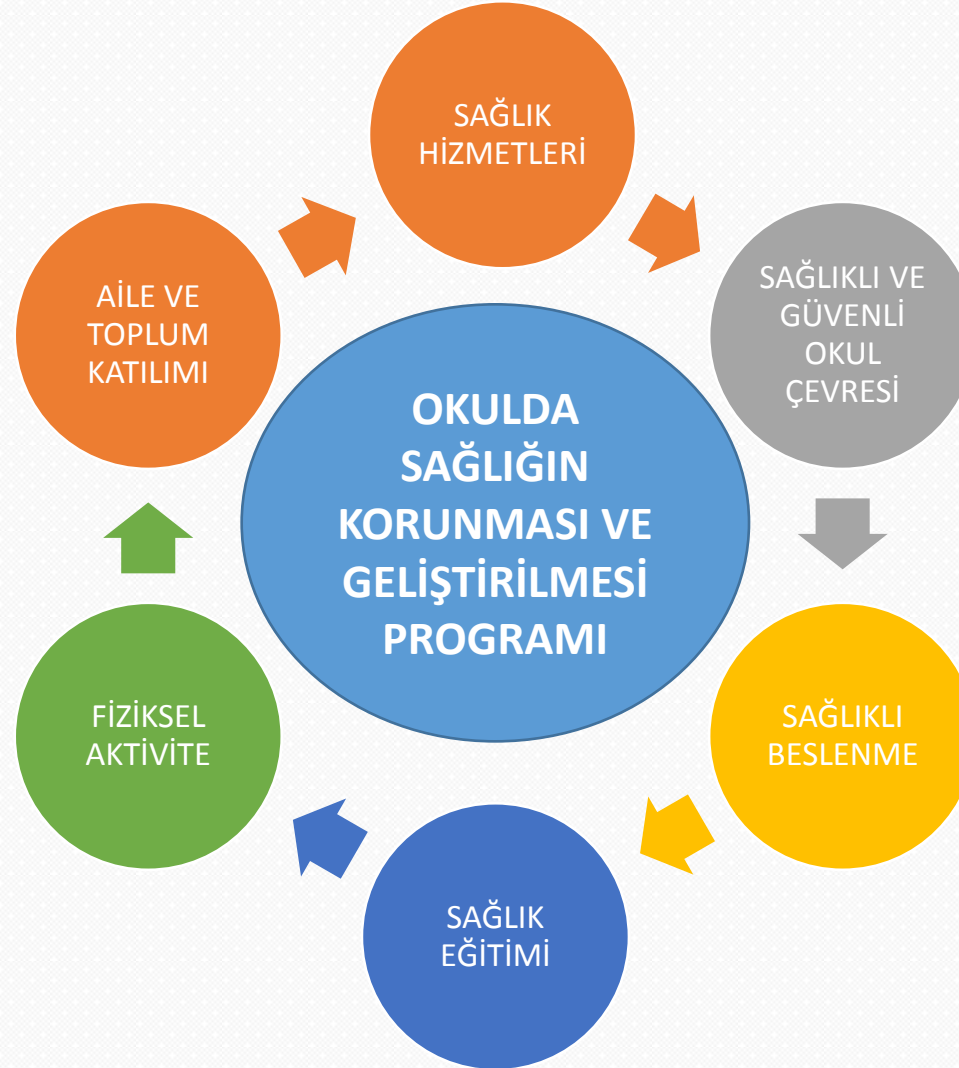 SAĞLIK
HİZMETLERİ
SAĞLIKLI VE
GÜVENLİ
OKUL
ÇEVRESİ
SAĞLIKLI
BESLENME
SAĞLIK
EĞİTİMİ
FİZİKSEL
AKTİVİTE
AİLE VE
TOPLUM
KATILIMI
OKULDA
SAĞLIĞIN
KORUNMASI VE
GELİŞTİRİLMESİ
PROGRAMI